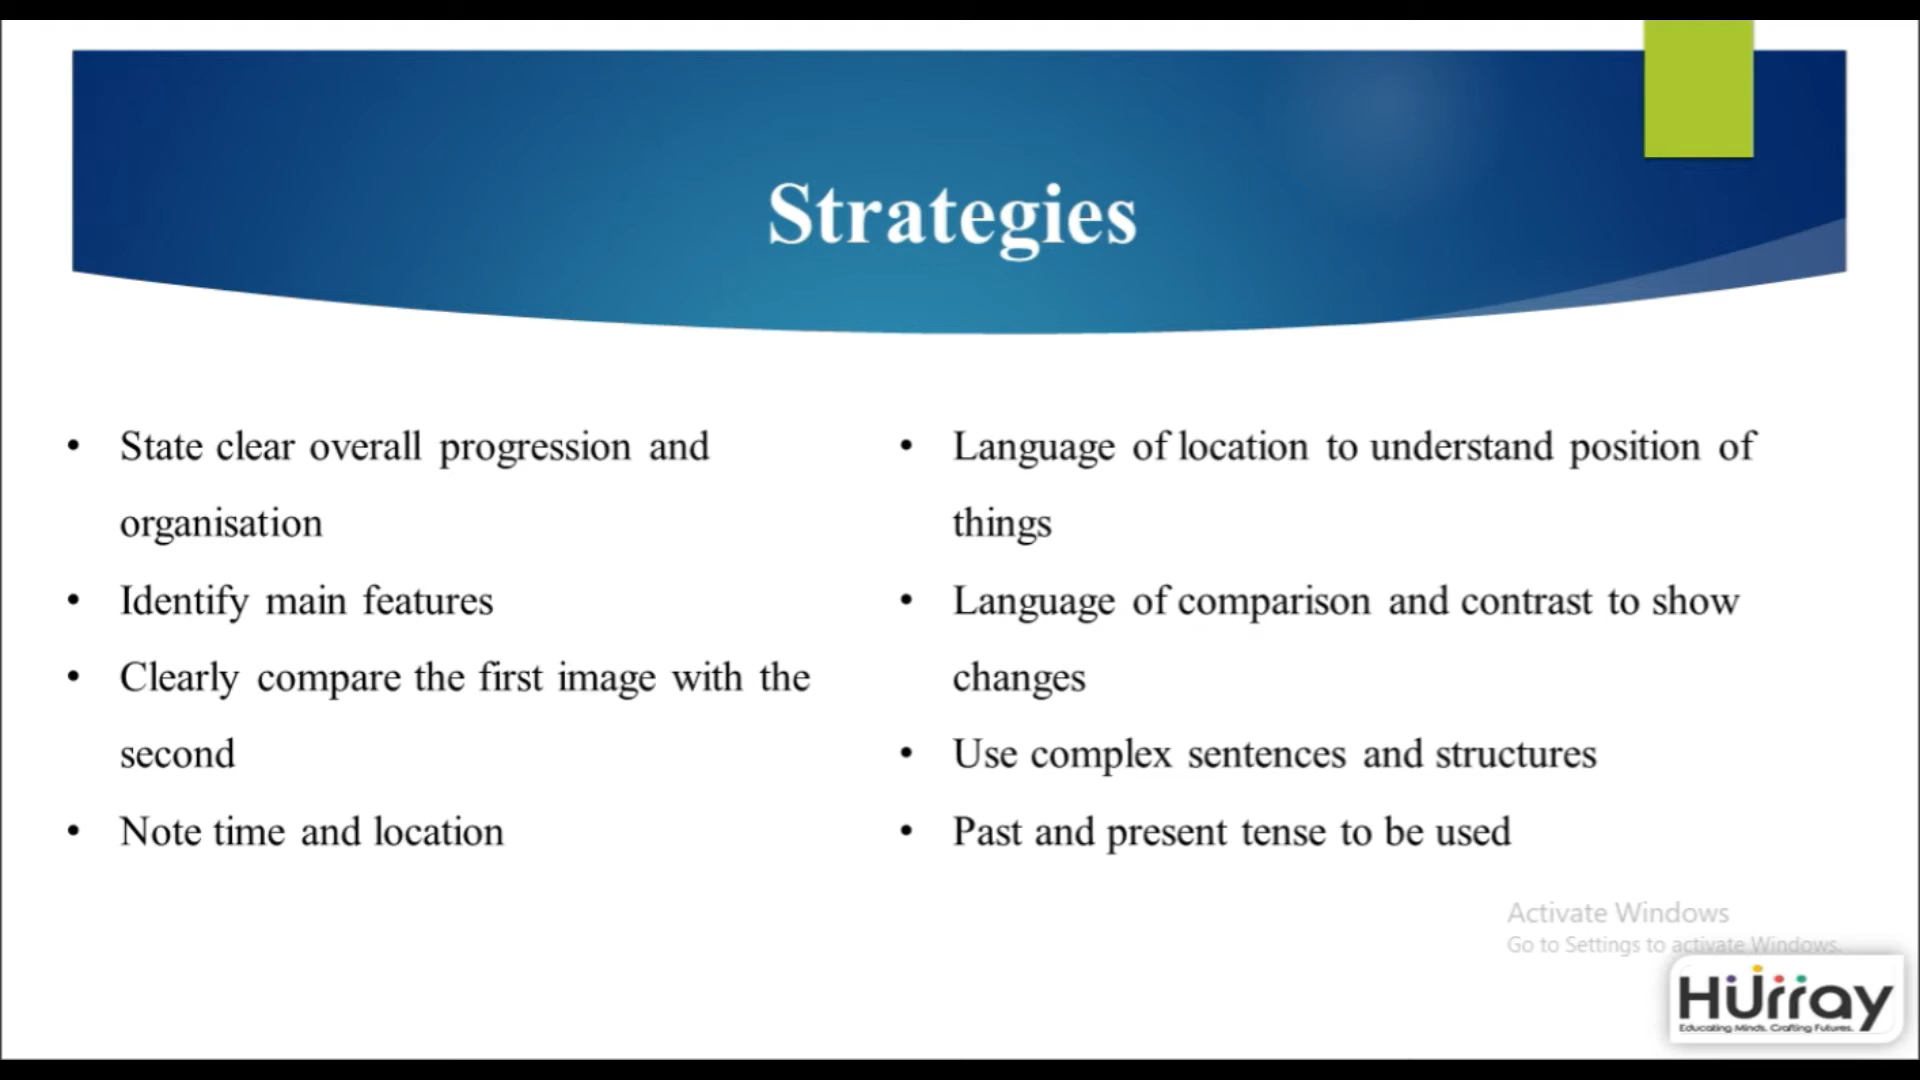 Strategies
• State clear overall progression and
organisation
• Identify main features
• Clearly compare the first image with the
second
• Note time and location
• Language of location to understand position of
things
• Language of comparison and contrast to show
changes
• Use complex sentences and structures
• Past and present tense to be used
Activate Windows
Go to Settings to activate Windows.
Hurray
Educating Minds. Crafting Futures.